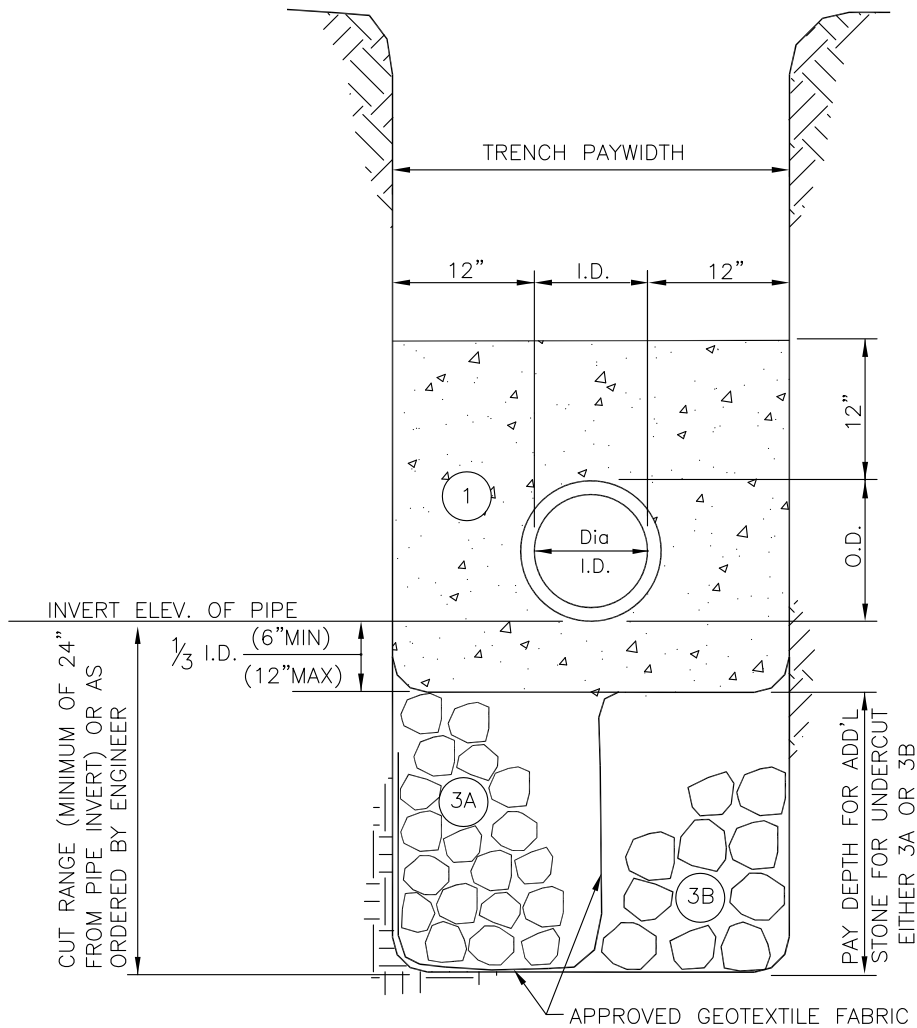 TRENCH PAYWIDTH
12" I.D. 12"
12"
1
Dia
I.D.
O.D.
INVERT ELEV. OF PIPE
1/3 I.D. (6"MIN)
(12"MAX)
CUT RANGE (MINIMUM OF 24"
FROM PIPE INVERT) OR AS
ORDERED BY ENGINEER
3A
3B
PAY DEPTH FOR ADD'L
STONE FOR UNDERCUT
EITHER 3A OR 3B
APPROVED GEOTEXTILE FABRIC